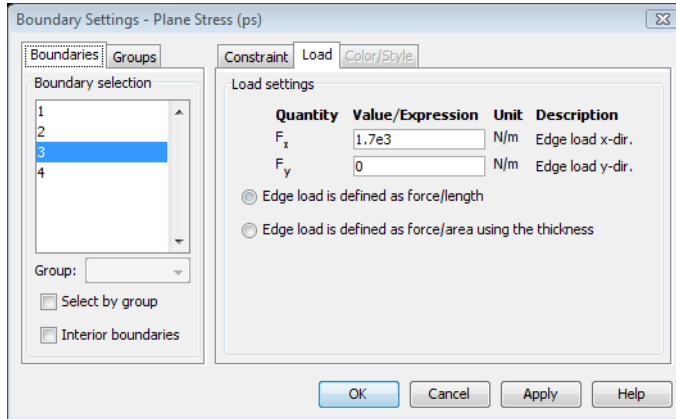 Boundary Settings - Plane Stress (ps)
Boundaries Groups
Constraint Load Color/Style
Boundary selection
1
2
3
4
Group:
Select by group
Interior boundaries
Load settings
Quantity Value/Expression Unit Description
Fx 1.7e3 N/m Edge load x-dir.
Fy 0 N/m Edge load y-dir.
Edge load is defined as force/length
Edge load is defined as force/area using the thickness
OK Cancel Apply Help